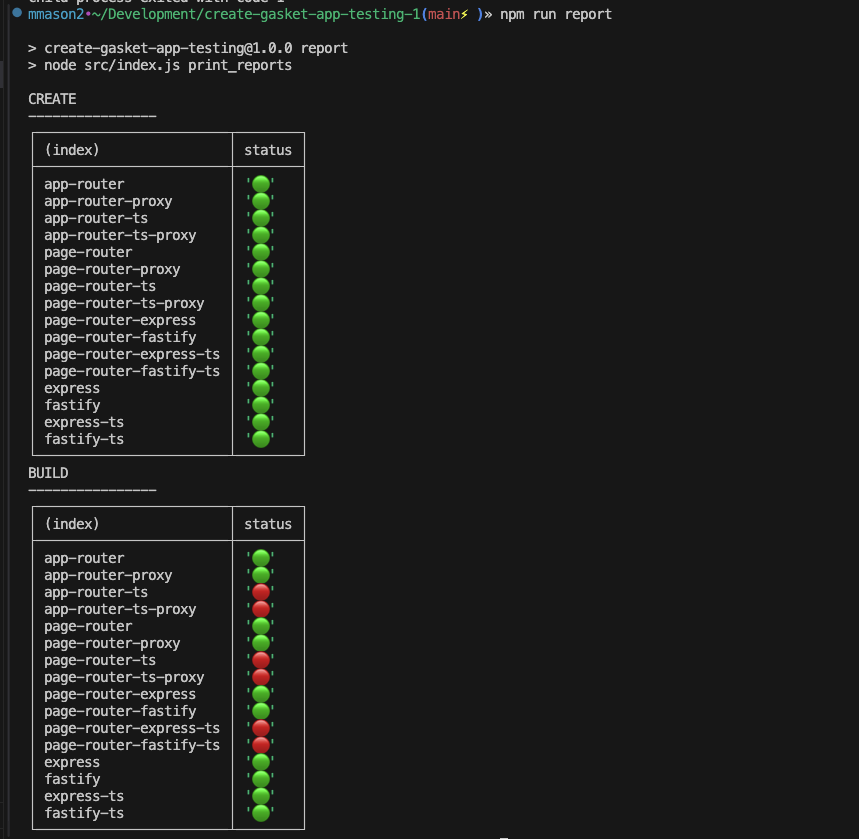 child process exited with code 1
mmason2•~/Development/create-gasket-app-testing-1(main⚡ )» npm run report
> create-gasket-app-testing@1.0.0 report
> node src/index.js print_reports
CREATE
————————————————
(index) status
app-router '🟢'
app-router-proxy '🟢'
app-router-ts '🟢'
app-router-ts-proxy '🟢'
page-router '🟢'
page-router-proxy '🟢'
page-router-ts '🟢'
page-router-ts-proxy '🟢'
page-router-express '🟢'
page-router-fastify '🟢'
page-router-express-ts '🟢'
page-router-fastify-ts '🟢'
express '🟢'
fastify '🟢'
express-ts '🟢'
fastify-ts '🟢'
BUILD
————————————————
(index) status
app-router '🟢'
app-router-proxy '🟢'
app-router-ts '🔴'
app-router-ts-proxy '🔴'
page-router '🟢'
page-router-proxy '🟢'
page-router-ts '🔴'
page-router-ts-proxy '🔴'
page-router-express '🟢'
page-router-fastify '🟢'
page-router-express-ts '🔴'
page-router-fastify-ts '🔴'
express '🟢'
fastify '🟢'
express-ts '🟢'
fastify-ts '🟢'